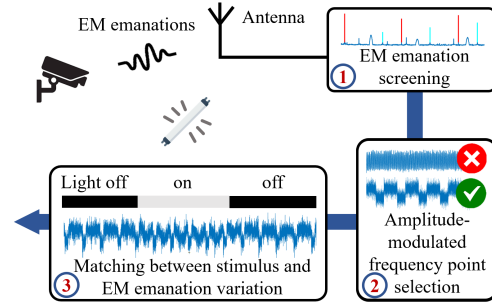 EM emanations
Antenna
1
EM emanation
screening
Light off
on
off
Amplitude-
modulated
frequency point
selection
2
Matching between stimulus and
EM emanation variation
3